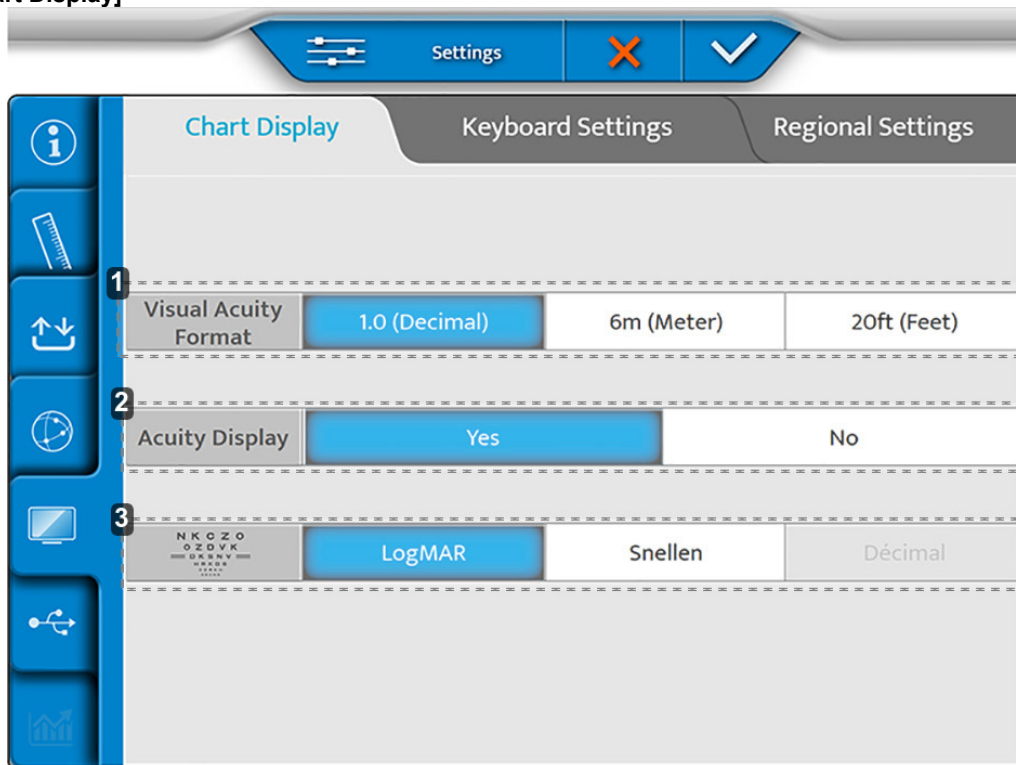 art Display]
Settings
Chart Display Keyboard Settings Regional Settings
1
Visual Acuity
Format
1.0 (Decimal) 6m (Meter) 20ft (Feet)
2
Acuity Display Yes No
3
N K C Z O
O Z D V K
D K S N Y
LogMAR Snellen Décimal